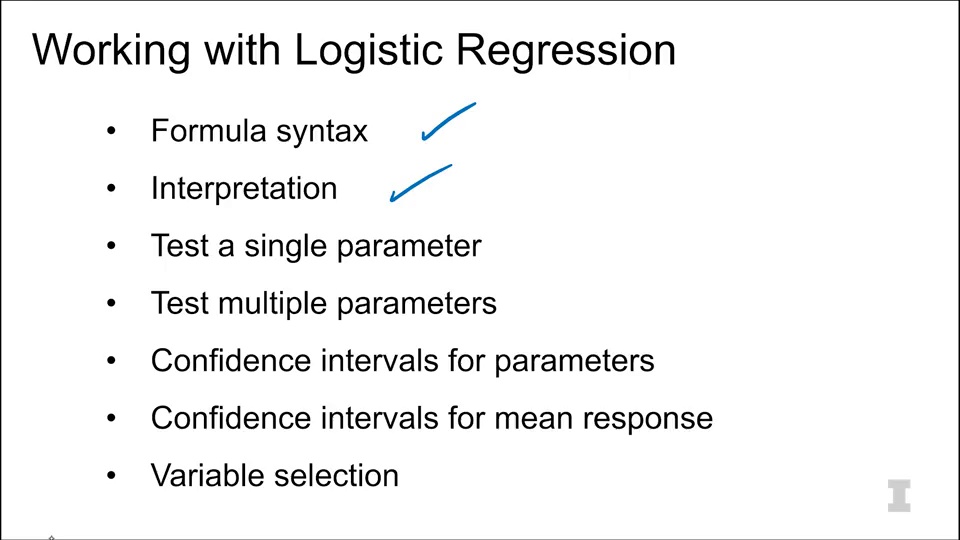 Working with Logistic Regression
• Formula syntax
• Interpretation
• Test a single parameter
• Test multiple parameters
• Confidence intervals for parameters
• Confidence intervals for mean response
• Variable selection